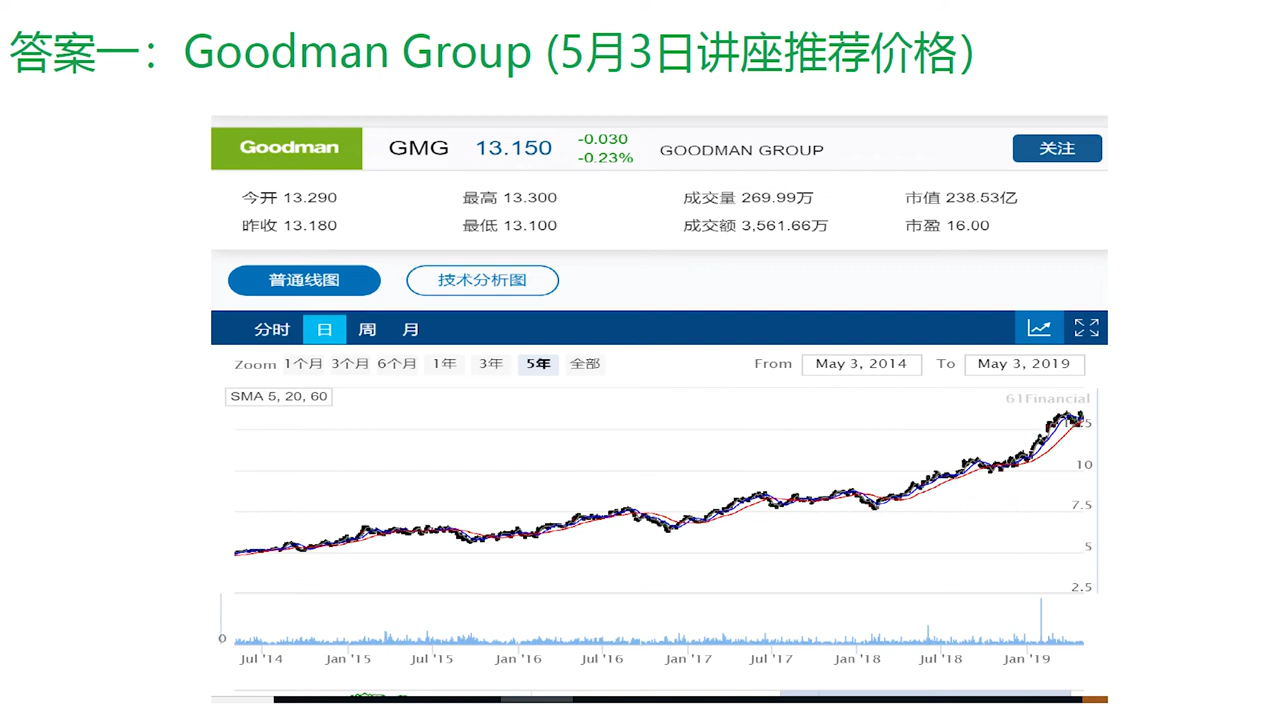 答案一：Goodman Group (5月3日讲座推荐价格)
Goodman GMG 13.150 -0.030 -0.23% GOODMAN GROUP 关注
今开 13.290 最高 13.300 成交量 269.99万 市值 238.53亿
昨收 13.180 最低 13.100 成交额 3,561.66万 市盈 16.00
普通线图 技术分析图
分时 日 周 月
Zoom 1个月 3个月 6个月 1年 3年 5年 全部 From May 3, 2014 To May 3, 2019
SMA 5, 20, 60
61Financial
10
7.5
5
2.5
0
Jul '14 Jan '15 Jul '15 Jan '16 Jul '16 Jan '17 Jul '17 Jan '18 Jul '18 Jan '19